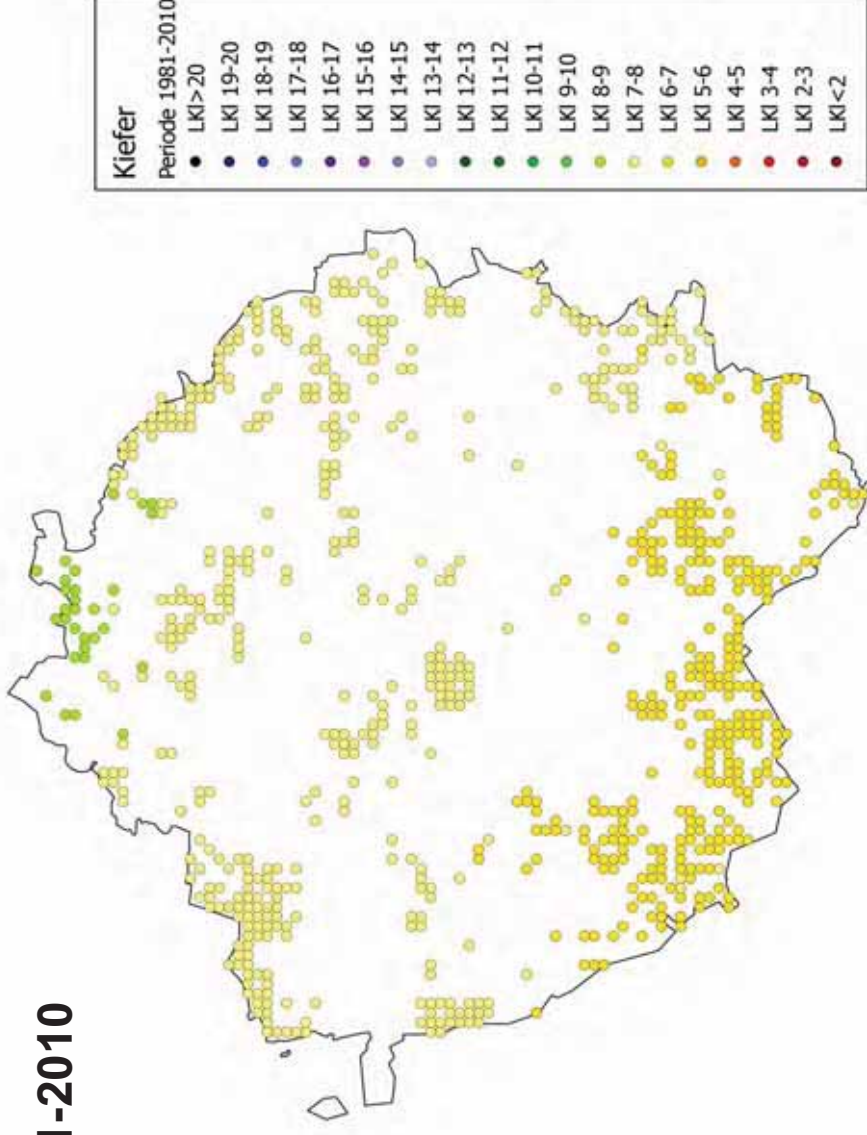 1-2010
Kiefer
Periode 1981-2010
LKI>20
LKI 19-20
LKI 18-19
LKI 17-18
LKI 16-17
LKI 15-16
LKI 14-15
LKI 13-14
LKI 12-13
LKI 11-12
LKI 10-11
LKI 9-10
LKI 8-9
LKI 7-8
LKI 6-7
LKI 5-6
LKI 4-5
LKI 3-4
LKI 2-3
LKI<2